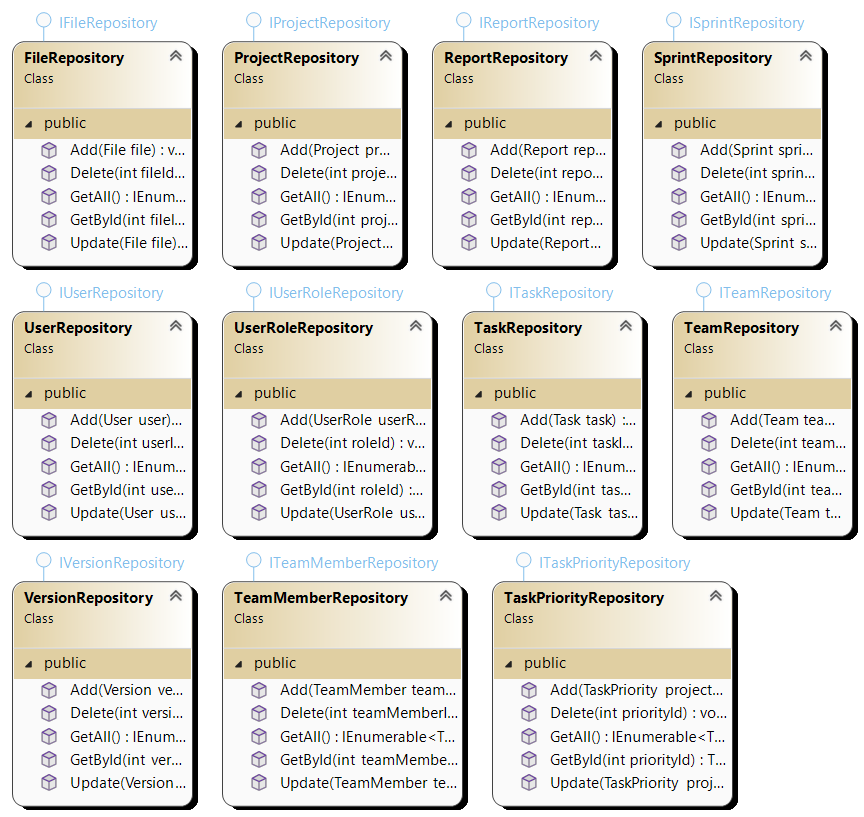 IFileRepository
FileRepository
Class
public
Add(File file) : v...
Delete(int fileId...
GetAll() : IEnum...
GetById(int fileI...
Update(File file)...
IProjectRepository
ProjectRepository
Class
public
Add(Project pr...
Delete(int proje...
GetAll() : IEnum...
GetById(int proj...
Update(Project...
IReportRepository
ReportRepository
Class
public
Add(Report rep...
Delete(int repo...
GetAll() : IEnum...
GetById(int rep...
Update(Report...
ISprintRepository
SprintRepository
Class
public
Add(Sprint spri...
Delete(int sprin...
GetAll() : IEnum...
GetById(int spri...
Update(Sprint s...
IUserRepository
UserRepository
Class
public
Add(User user)...
Delete(int userI...
GetAll() : IEnum...
GetById(int use...
Update(User us...
IUserRoleRepository
UserRoleRepository
Class
public
Add(UserRole userR...
Delete(int roleId) : v...
GetAll() : IEnumerab...
GetById(int roleId) :...
Update(UserRole us...
ITaskRepository
TaskRepository
Class
public
Add(Task task) :...
Delete(int taskI...
GetAll() : IEnum...
GetById(int tas...
Update(Task tas...
ITeamRepository
TeamRepository
Class
public
Add(Team tea...
Delete(int team...
GetAll() : IEnum...
GetById(int tea...
Update(Team t...
IVersionRepository
VersionRepository
Class
public
Add(Version ve...
Delete(int versi...
GetAll() : IEnum...
GetById(int ver...
Update(Version...
ITeamMemberRepository
TeamMemberRepository
Class
public
Add(TeamMember team...
Delete(int teamMemberI...
GetAll() : IEnumerable<T...
GetById(int teamMembe...
Update(TeamMember te...
ITaskPriorityRepository
TaskPriorityRepository
Class
public
Add(TaskPriority project...
Delete(int priorityId) : vo...
GetAll() : IEnumerable<T...
GetById(int priorityId) : T...
Update(TaskPriority proj...